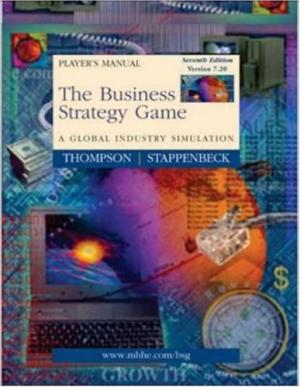 PLAYER'S MANUAL
Seventh Edition
Version 7.20
The Business
Strategy Game
A GLOBAL INDUSTRY SIMULATION
THOMPSON | STAPPENBECK
$
www.mhhe.com/bsg
GROWTH